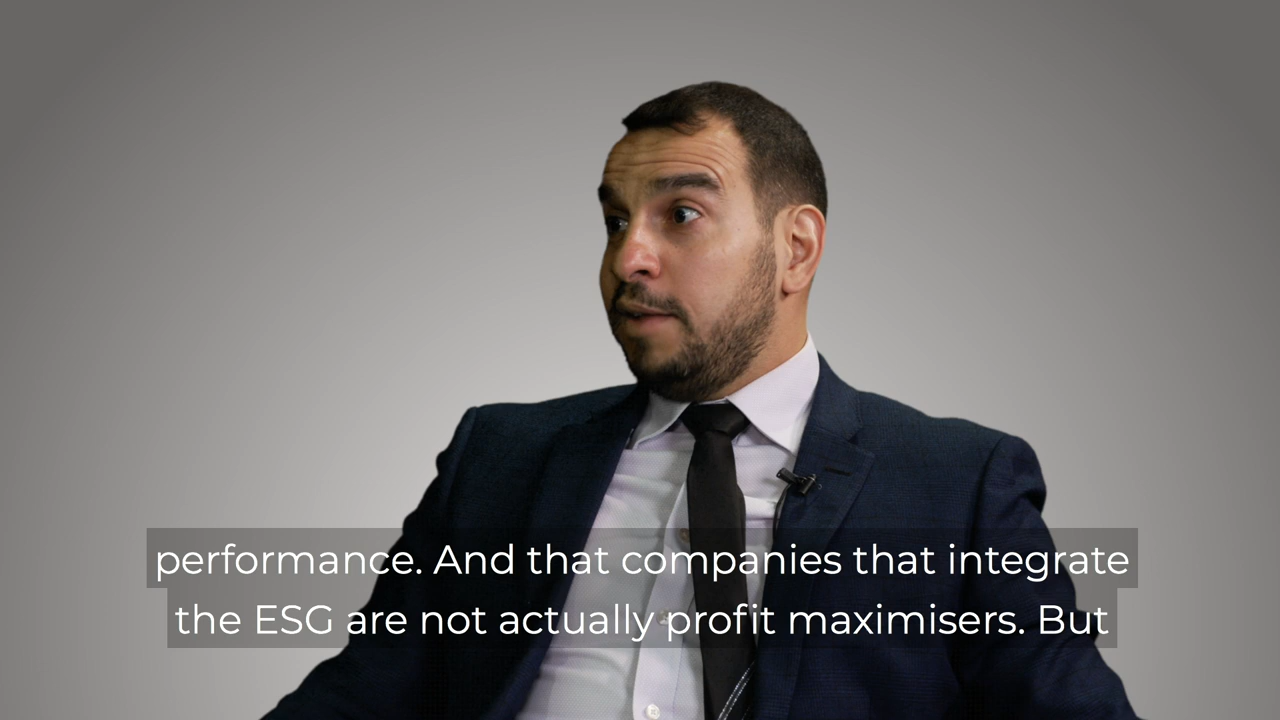 performance. And that companies that integrate
the ESG are not actually profit maximisers. But